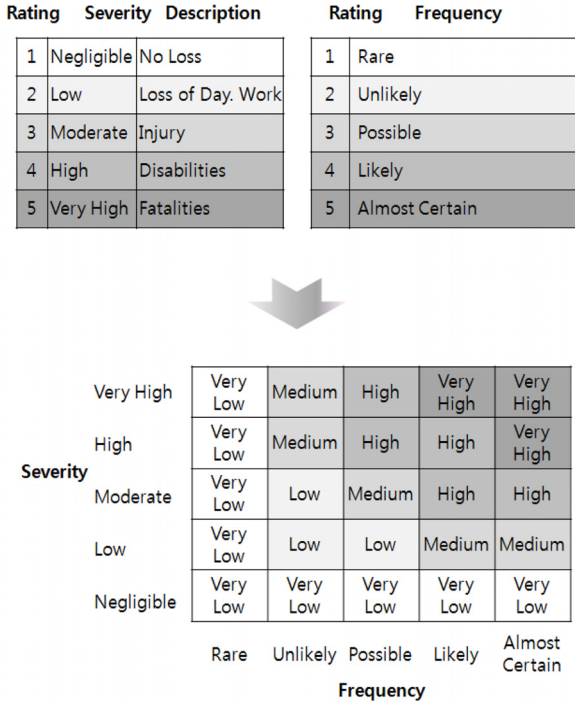 Rating Severity Description
1 Negligible No Loss
2 Low Loss of Day. Work
3 Moderate Injury
4 High Disabilities
5 Very High Fatalities
Rating Frequency
1 Rare
2 Unlikely
3 Possible
4 Likely
5 Almost Certain
Severity
Very High Very Low Medium High Very High Very High
High Very Low Medium High High Very High
Moderate Very Low Low Medium High High
Low Very Low Low Low Medium Medium
Negligible Very Low Very Low Very Low Very Low Very Low
Rare Unlikely Possible Likely Almost Certain
Frequency